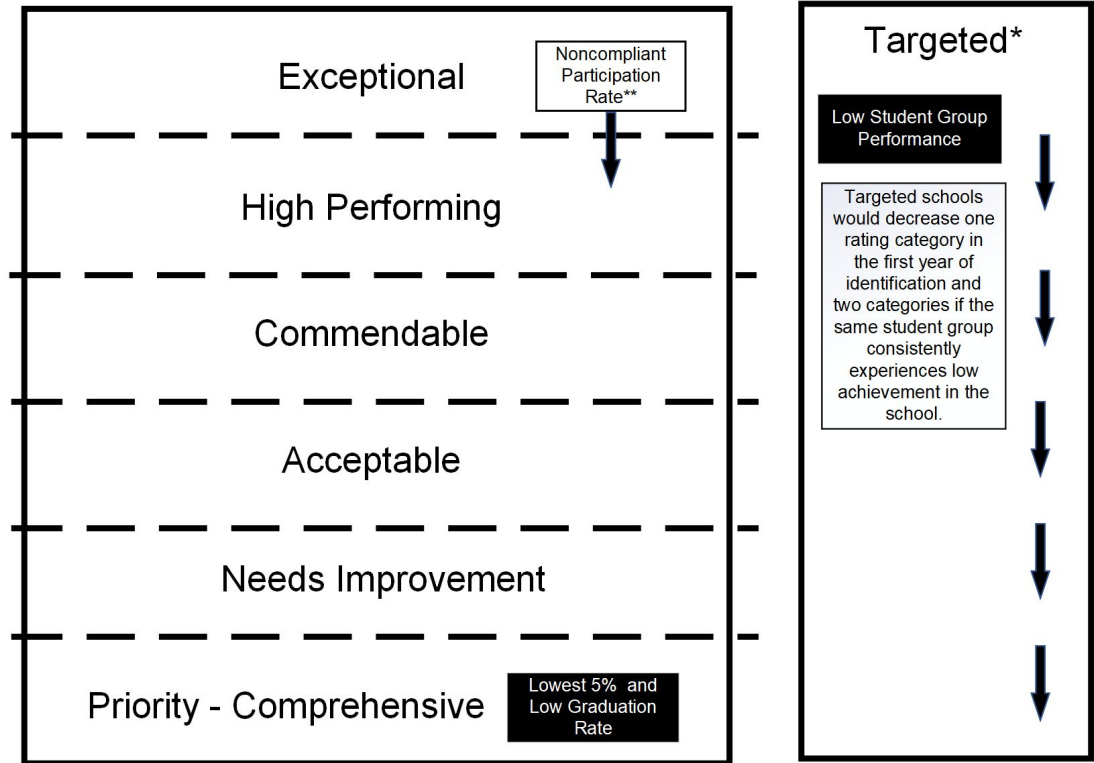 Exceptional
Noncompliant
Participation
Rate**
High Performing
Commendable
Acceptable
Needs Improvement
Priority - Comprehensive
Lowest 5% and
Low Graduation
Rate
Targeted*
Low Student Group
Performance
Targeted schools
would decrease one
rating category in
the first year of
identification and
two categories if the
same student group
consistently
experiences low
achievement in the
school.